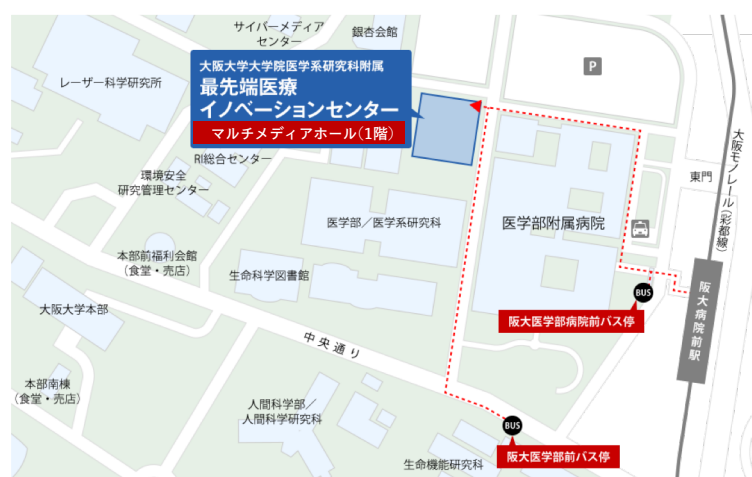 サイバーメディア
センター
銀杏会館
P
レーザー科学研究所
大阪大学大学院医学系研究科附属
最先端医療
イノベーションセンター
マルチメディアホール(1階)
RI総合センター
環境安全
研究管理センター
大阪モノレール(彩都線)
東門
医学部／医学系研究科
医学部附属病院
本部前福利会館
(食堂・売店)
生命科学図書館
BUS
阪大病院前駅
大阪大学本部
阪大医学部病院前バス停
中央通り
本部南棟
(食堂・売店)
人間科学部／
人間科学研究科
BUS
阪大医学部前バス停
生命機能研究科